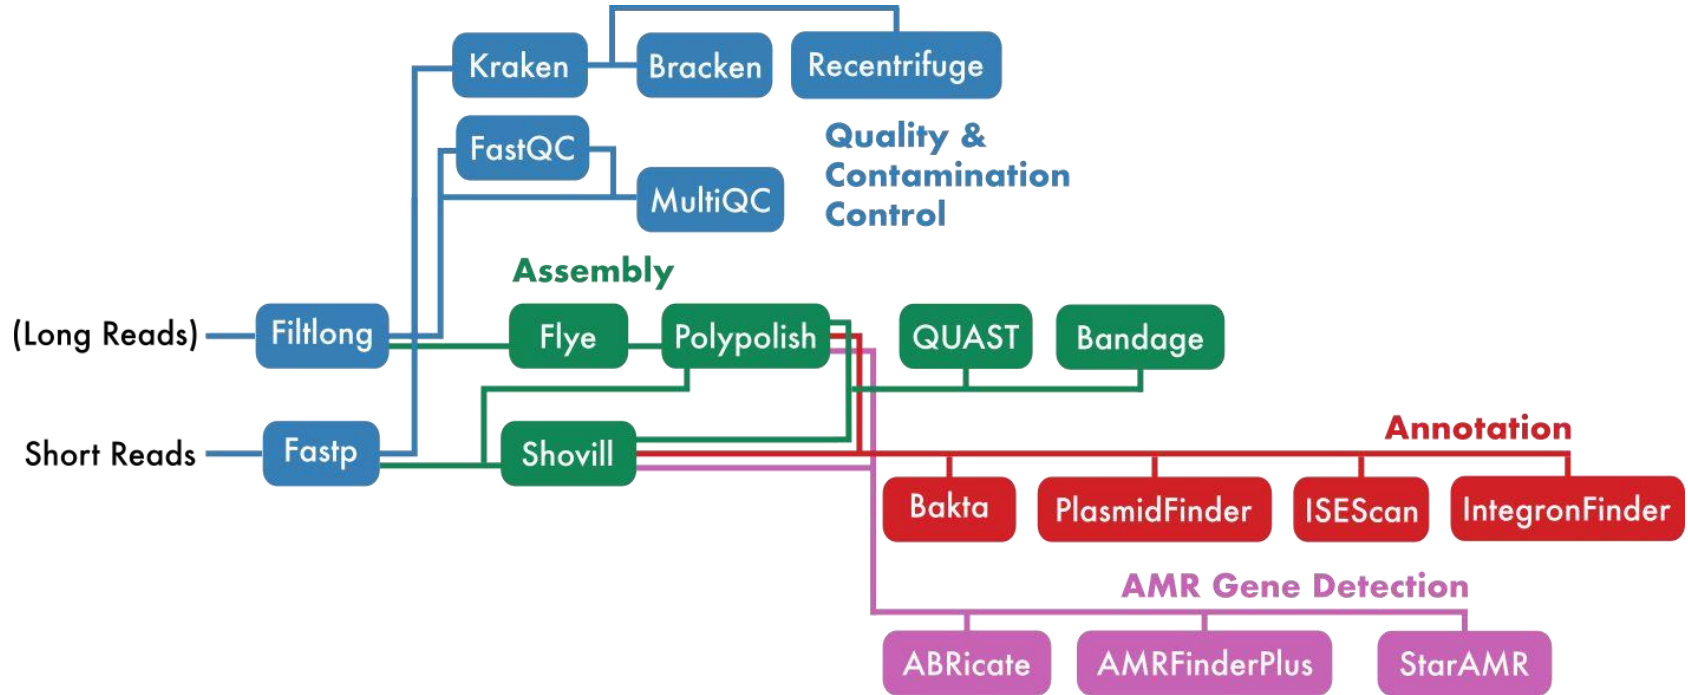 Kraken
Bracken
Recentrifuge
FastQC
MultiQC
Quality &
Contamination
Control
Assembly
(Long Reads)
Filtlong
Flye
Polypolish
QUAST
Bandage
Short Reads
Fastp
Shovill
Annotation
Bakta
PlasmidFinder
ISEScan
IntegronFinder
AMR Gene Detection
ABRicate
AMRFinderPlus
StarAMR